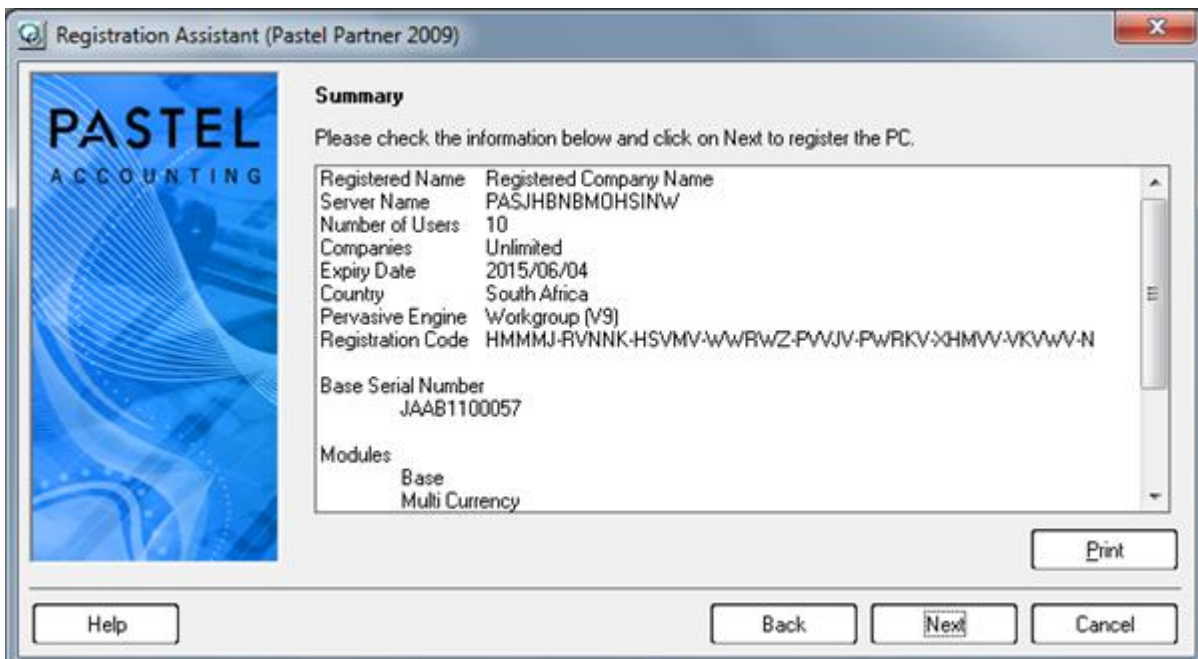 Registration Assistant (Pastel Partner 2009)
PASTEL
ACCOUNTING
Summary
Please check the information below and click on Next to register the PC.
Registered Name Registered Company Name
Server Name PASJHBNBMOHSINW
Number of Users 10
Companies Unlimited
Expiry Date 2015/06/04
Country South Africa
Pervasive Engine Workgroup (V9)
Registration Code HMMMJ-RVNNK-HSVMV-WWRWZ-PVVJV-PWRKV-XHMVV-VKVWV-N
Base Serial Number
JAAB1100057
Modules
Base
Multi Currency
Print
Help
Back
Next
Cancel